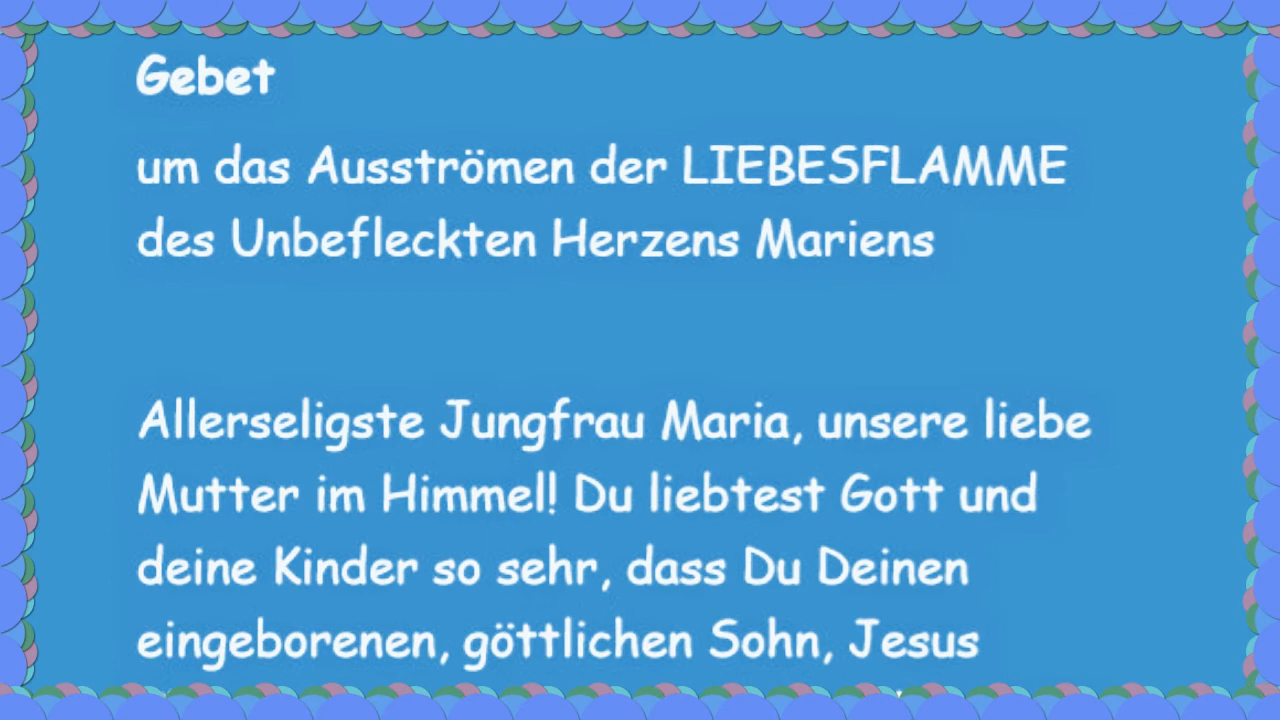 Gebet
um das Ausströmen der LIEBESFLAMME
des Unbefleckten Herzens Mariens
Allerseligste Jungfrau Maria, unsere liebe
Mutter im Himmel! Du liebtest Gott und
deine Kinder so sehr, dass Du Deinen
eingeborenen, göttlichen Sohn, Jesus